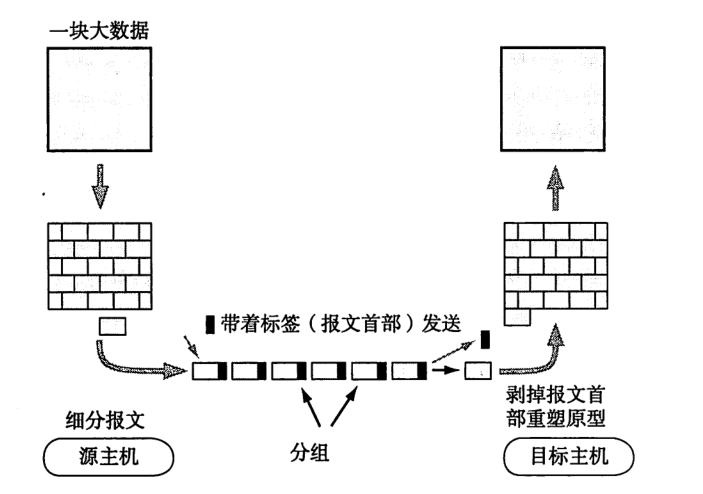 一块大数据
带着标签（报文首部）发送
细分报文
源主机
分组
剥掉报文首
部重塑原型
目标主机